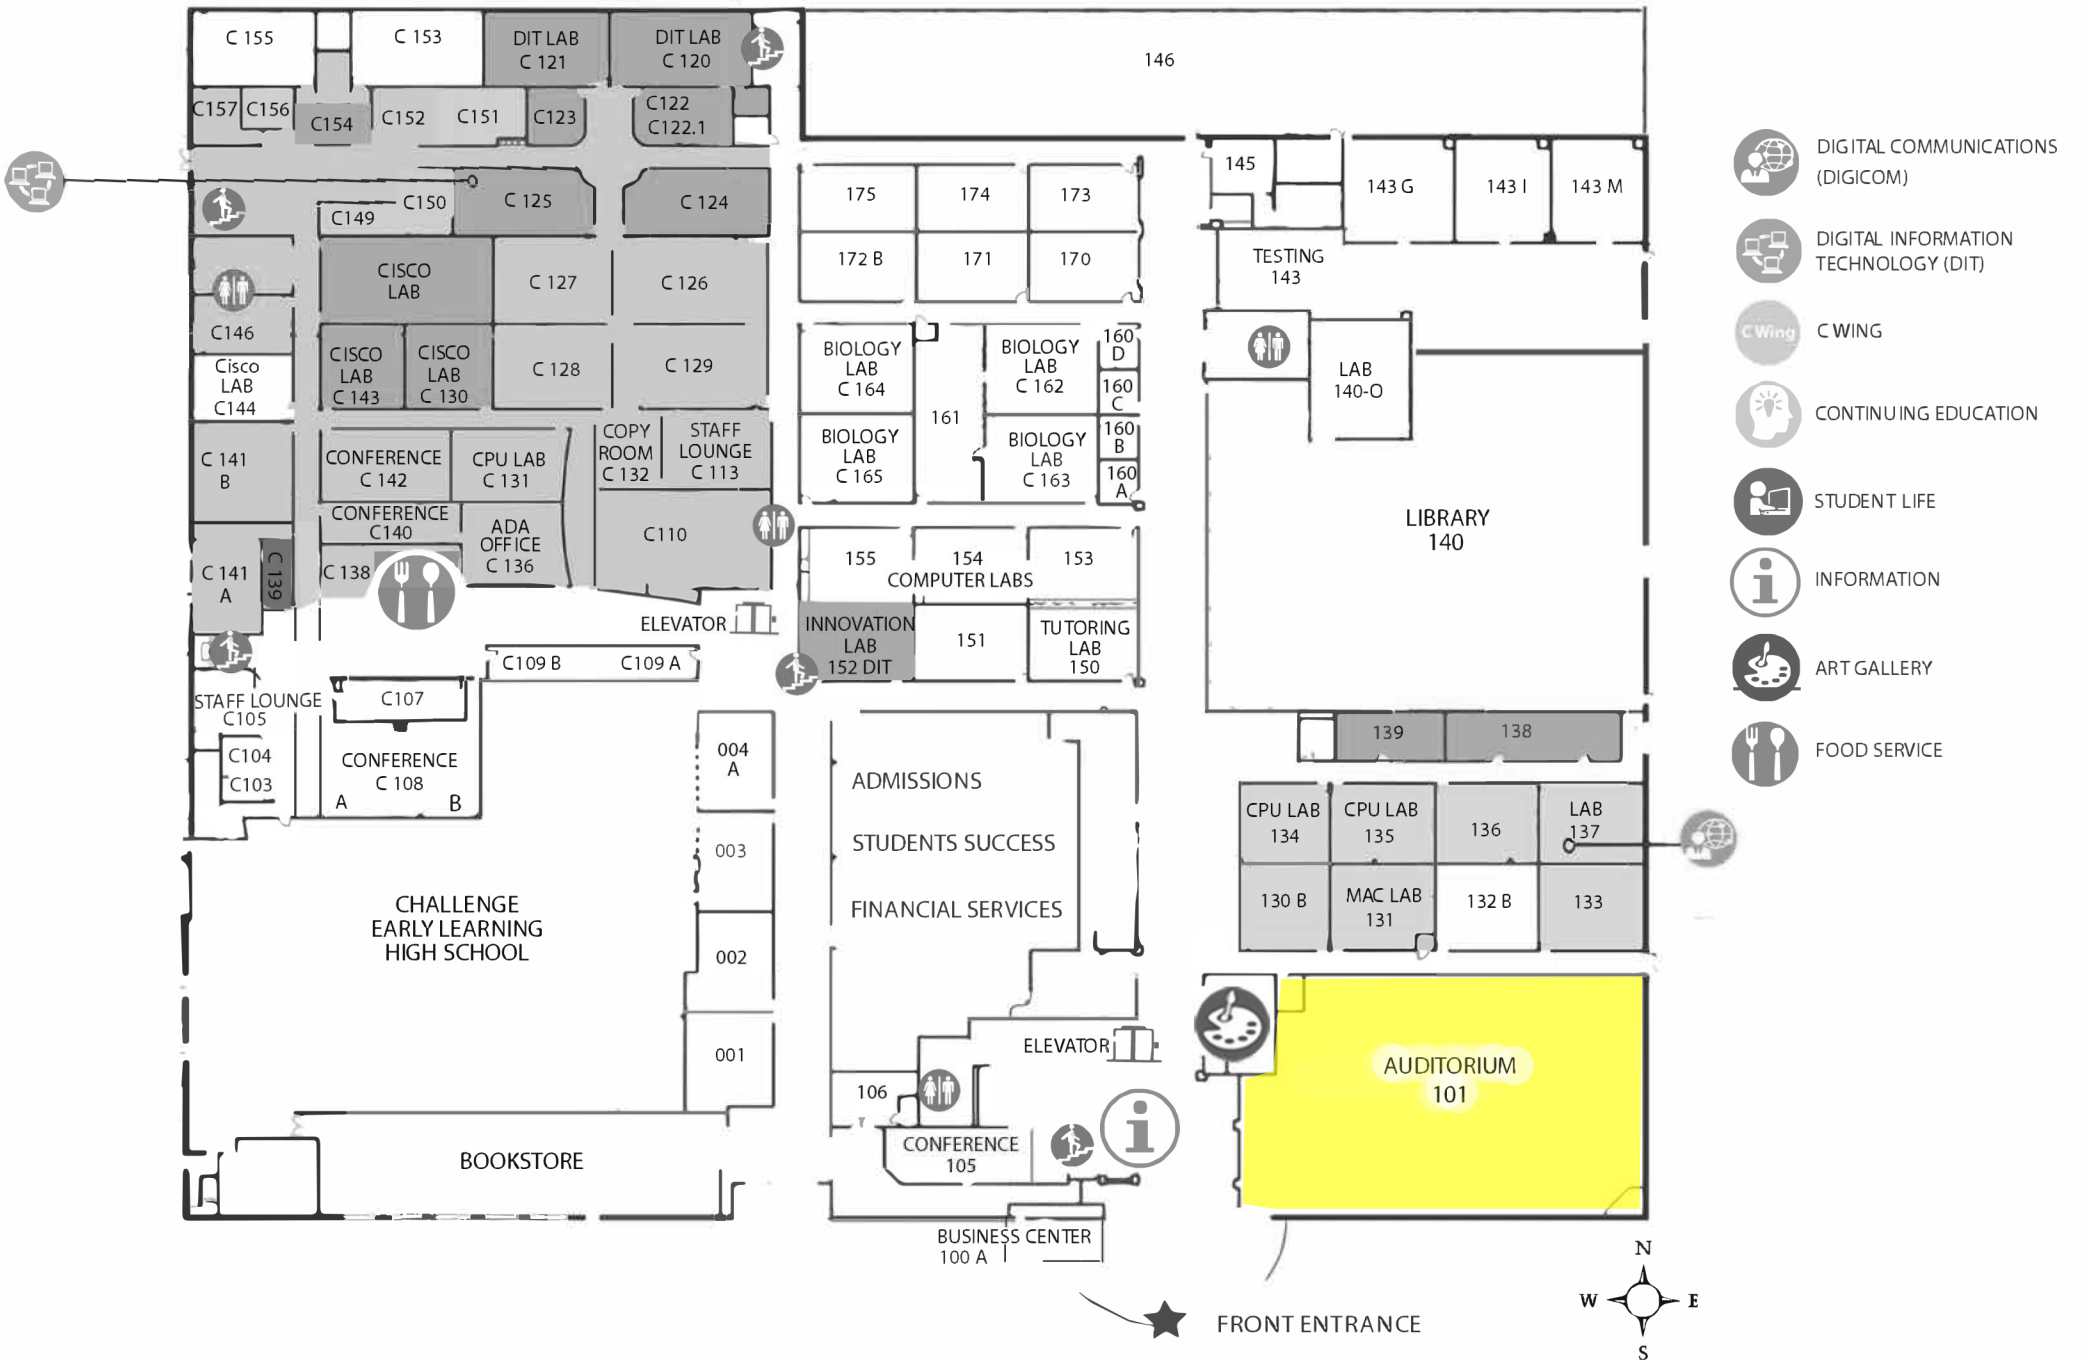 C 155
C 153
DIT LAB
C 121
DIT LAB
C 120
146
C157
C156
C154
C152
C151
C123
C122
C122.1
C149
C150
C 125
C 124
175
174
173
172 B
171
170
145
143 G
143 I
143 M
TESTING
143
CISCO
LAB
C 127
C 126
C146
Cisco
LAB
C144
CISCO
LAB
C 143
CISCO
LAB
C 130
C 128
C 129
BIOLOGY
LAB
C 164
161
BIOLOGY
LAB
C 162
160
D
160
C
160
B
160
A
BIOLOGY
LAB
C 165
BIOLOGY
LAB
C 163
LAB
140-O
LIBRARY
140
C 141
B
CONFERENCE
C 142
CPU LAB
C 131
COPY
ROOM
C 132
STAFF
LOUNGE
C 113
CONFERENCE
C140
ADA
OFFICE
C 136
C110
C 141
A
C 139
C 138
155
154
153
COMPUTER LABS
ELEVATOR
INNOVATION
LAB
152 DIT
151
TUTORING
LAB
150
C109 B
C109 A
STAFF LOUNGE
C105
C107
C104
C103
CONFERENCE
C 108
A
B
004
A
003
002
001
CHALLENGE
EARLY LEARNING
HIGH SCHOOL
BOOKSTORE
ADMISSIONS
STUDENTS SUCCESS
FINANCIAL SERVICES
ELEVATOR
106
CONFERENCE
105
i
BUSINESS CENTER
100 A
139
138
CPU LAB
134
CPU LAB
135
136
LAB
137
130 B
MAC LAB
131
132 B
133
AUDITORIUM
101
FRONT ENTRANCE
N
W
E
S
DIGITAL COMMUNICATIONS
(DIGICOM)
DIGITAL INFORMATION
TECHNOLOGY (DIT)
C Wing
C WING
CONTINUING EDUCATION
STUDENT LIFE
i
INFORMATION
ART GALLERY
FOOD SERVICE